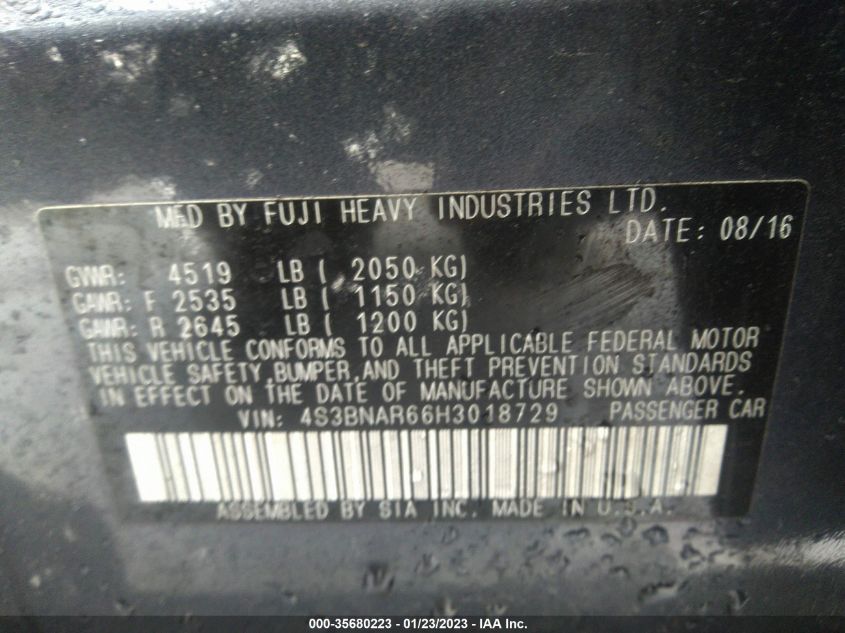 MFD BY FUJI HEAVY INDUSTRIES LTD.
DATE: 08/16
GVWR: 4519 LB ( 2050 KG)
GAWR: F 2535 LB ( 1150 KG)
GAWR: R 2645 LB ( 1200 KG)
THIS VEHICLE CONFORMS TO ALL APPLICABLE FEDERAL MOTOR
VEHICLE SAFETY, BUMPER, AND THEFT PREVENTION STANDARDS
IN EFFECT ON THE DATE OF MANUFACTURE SHOWN ABOVE.
VIN: 4S3BNAR66H3018729 PASSENGER CAR
ASSEMBLED BY SIA INC. MADE IN U.S.A.
000-35680223 - 01/23/2023 - IAA Inc.